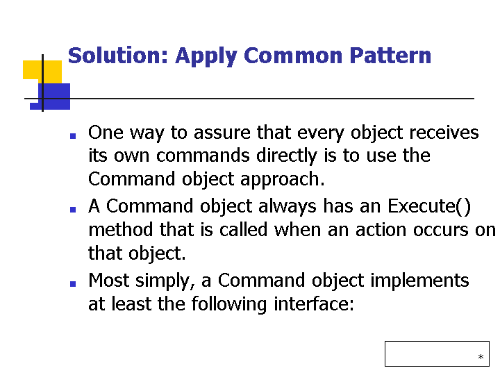 Solution: Apply Common Pattern
One way to assure that every object receives
its own commands directly is to use the
Command object approach.
A Command object always has an Execute()
method that is called when an action occurs on
that object.
Most simply, a Command object implements
at least the following interface:
*